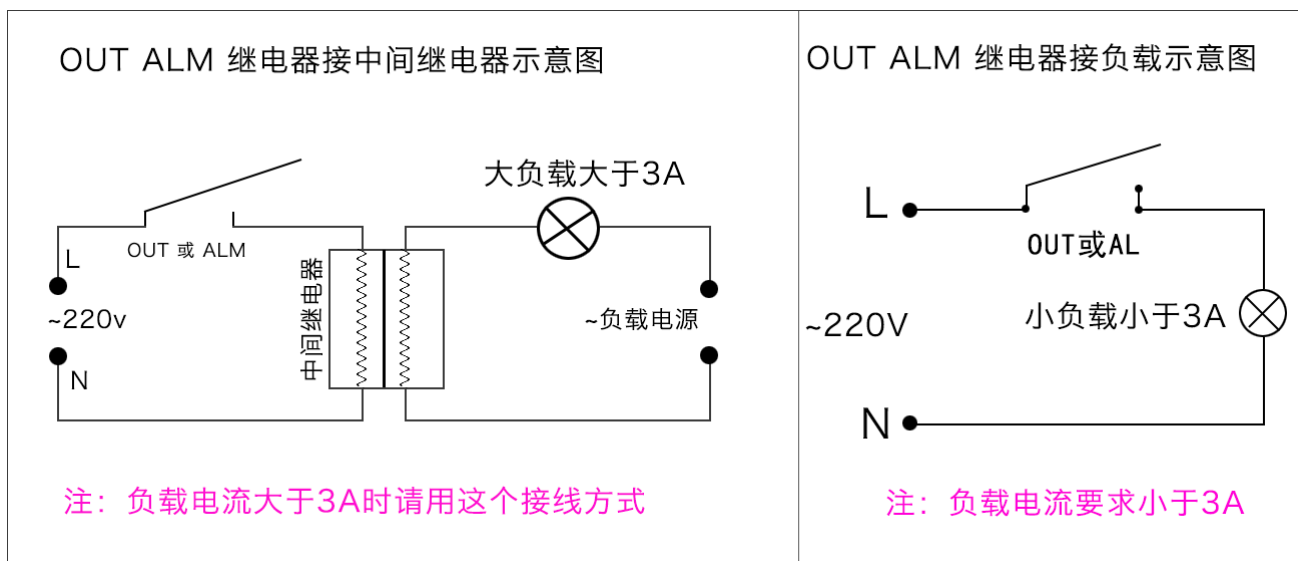 OUT ALM 继电器接中间继电器示意图
大负载大于3A
OUT 或 ALM
L
~220v
N
中间继电器
~负载电源
注：负载电流大于3A时请用这个接线方式
OUT ALM 继电器接负载示意图
L
OUT或AL
~220V
小负载小于3A
N
注：负载电流要求小于3A